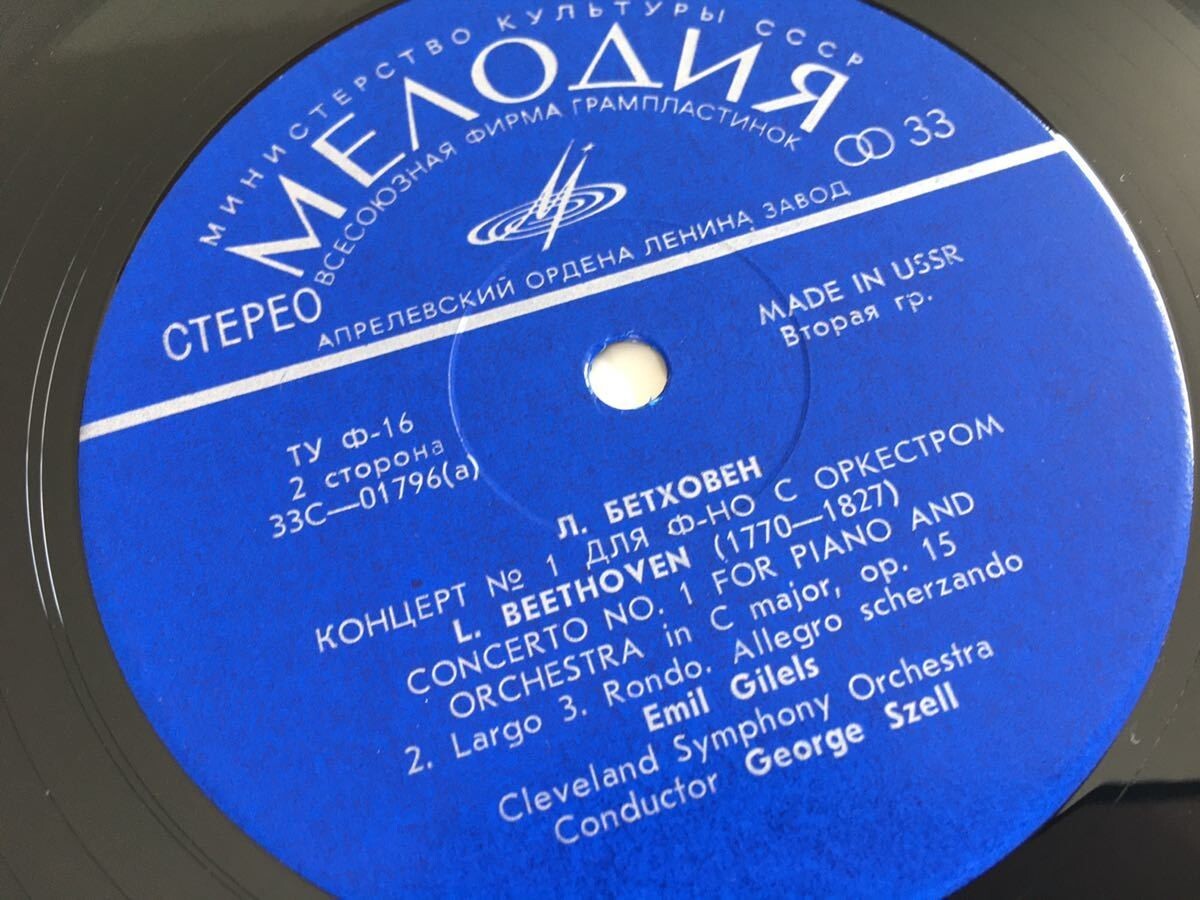 МИНИСТЕРСТВО КУЛЬТУРЫ СССР
МЕЛОДИЯ
ВСЕСОЮЗНАЯ ФИРМА ГРАМПЛАСТИНОК
33
СТЕРЕО
АПРЕЛЕВСКИЙ ОРДЕНА ЛЕНИНА ЗАВОД
MADE IN USSR
Вторая гр.
ТУ Ф-16
2 сторона
33С—01796(а)
Л. БЕТХОВЕН
КОНЦЕРТ № 1 ДЛЯ Ф-НО С ОРКЕСТРОМ
L. BEETHOVEN (1770—1827)
CONCERTO NO. 1 FOR PIANO AND
ORCHESTRA in C major, op. 15
2. Largo 3. Rondo. Allegro scherzando
Emil Gilels
Cleveland Symphony Orchestra
Conductor George Szell